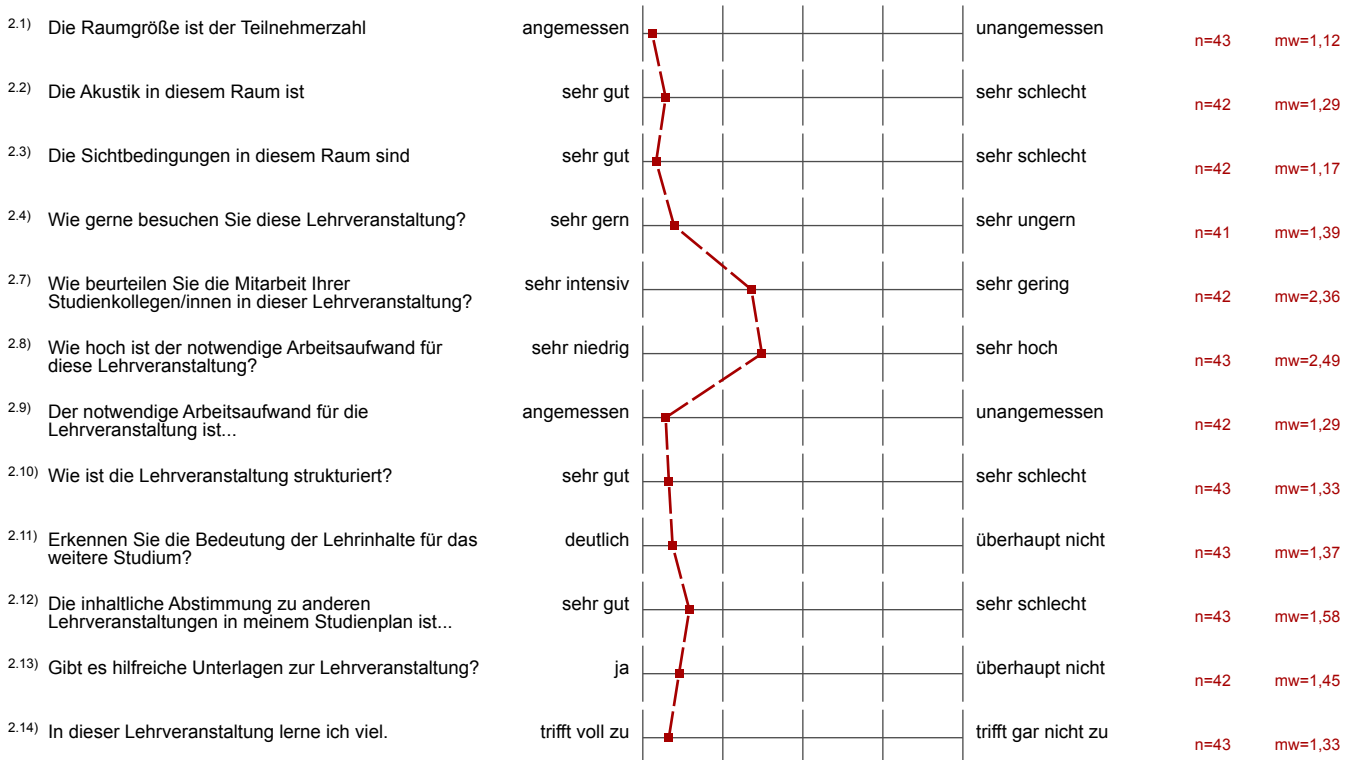 2.1) Die Raumgröße ist der Teilnehmerzahl angemessen unangemessen n=43 mw=1,12
2.2) Die Akustik in diesem Raum ist sehr gut sehr schlecht n=42 mw=1,29
2.3) Die Sichtbedingungen in diesem Raum sind sehr gut sehr schlecht n=42 mw=1,17
2.4) Wie gerne besuchen Sie diese Lehrveranstaltung? sehr gern sehr ungern n=41 mw=1,39
2.7) Wie beurteilen Sie die Mitarbeit Ihrer sehr intensiv sehr gering n=42 mw=2,36
Studienkollegen/innen in dieser Lehrveranstaltung?
2.8) Wie hoch ist der notwendige Arbeitsaufwand für sehr niedrig sehr hoch n=43 mw=2,49
diese Lehrveranstaltung?
2.9) Der notwendige Arbeitsaufwand für die angemessen unangemessen n=42 mw=1,29
Lehrveranstaltung ist...
2.10) Wie ist die Lehrveranstaltung strukturiert? sehr gut sehr schlecht n=43 mw=1,33
2.11) Erkennen Sie die Bedeutung der Lehrinhalte für das deutlich überhaupt nicht n=43 mw=1,37
weitere Studium?
2.12) Die inhaltliche Abstimmung zu anderen sehr gut sehr schlecht n=43 mw=1,58
Lehrveranstaltungen in meinem Studienplan ist...
2.13) Gibt es hilfreiche Unterlagen zur Lehrveranstaltung? ja überhaupt nicht n=42 mw=1,45
2.14) In dieser Lehrveranstaltung lerne ich viel. trifft voll zu trifft gar nicht zu n=43 mw=1,33